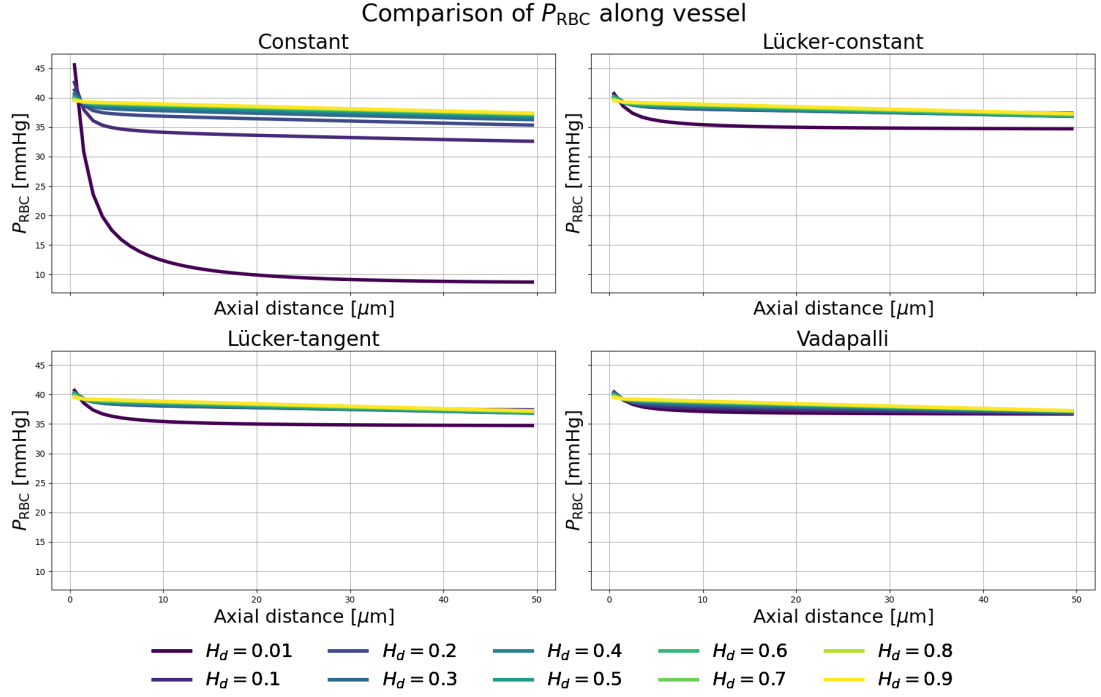 Comparison of P_RBC along vessel
Constant
Lücker-constant
P_RBC [mmHg]
45
40
35
30
25
20
15
10
Axial distance [μm]
P_RBC [mmHg]
Axial distance [μm]
Lücker-tangent
Vadapalli
P_RBC [mmHg]
45
40
35
30
25
20
15
10
0 10 20 30 40 50
Axial distance [μm]
P_RBC [mmHg]
0 10 20 30 40 50
Axial distance [μm]
H_d = 0.01 H_d = 0.2 H_d = 0.4 H_d = 0.6 H_d = 0.8
H_d = 0.1 H_d = 0.3 H_d = 0.5 H_d = 0.7 H_d = 0.9